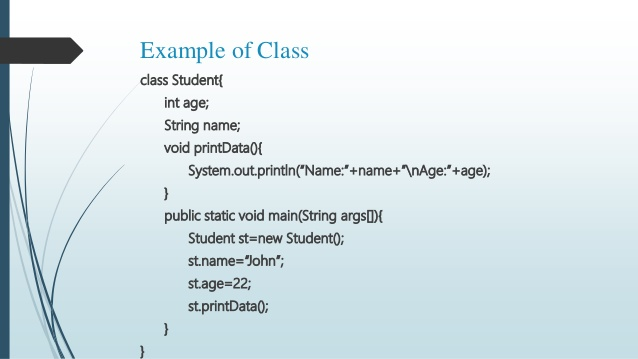 Example of Class
class Student{
int age;
String name;
void printData(){
System.out.println("Name:"+name+"\nAge:"+age);
}
public static void main(String args[]){
Student st=new Student();
st.name="John";
st.age=22;
st.printData();
}
}